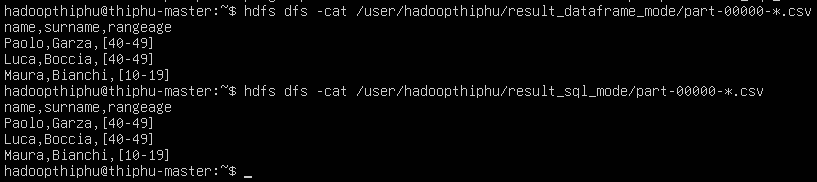 hadoopthiphu@thiphu-master:~$ hdfs dfs -cat /user/hadoopthiphu/result_dataframe_mode/part-00000-*.csv
name,surname,rangeage
Paolo,Garza,[40-49]
Luca,Boccia,[40-49]
Maura,Bianchi,[10-19]
hadoopthiphu@thiphu-master:~$ hdfs dfs -cat /user/hadoopthiphu/result_sql_mode/part-00000-*.csv
name,surname,rangeage
Paolo,Garza,[40-49]
Luca,Boccia,[40-49]
Maura,Bianchi,[10-19]
hadoopthiphu@thiphu-master:~$ _